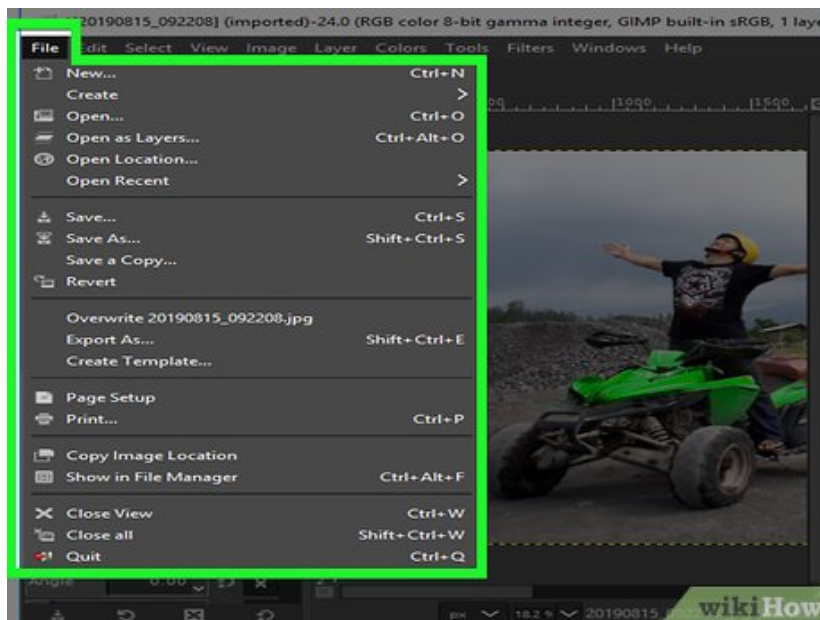 20190815_092208] (imported)-24.0 (RGB color 8-bit gamma integer, GIMP built-in sRGB, 1 laye
File Edit Select View Image Layer Colors Tools Filters Windows Help
New... Ctrl+N
Create >
Open... Ctrl+O
Open as Layers... Ctrl+Alt+O
Open Location...
Open Recent >
Save... Ctrl+S
Save As... Shift+Ctrl+S
Save a Copy...
Revert
Overwrite 20190815_092208.jpg
Export As... Shift+Ctrl+E
Create Template...
Page Setup
Print... Ctrl+P
Copy Image Location
Show in File Manager Ctrl+Alt+F
Close View Ctrl+W
Close all Shift+Ctrl+W
Quit Ctrl+Q
1000 1500
Angle 0.00
px 18.2 % 20190815
wikiHow